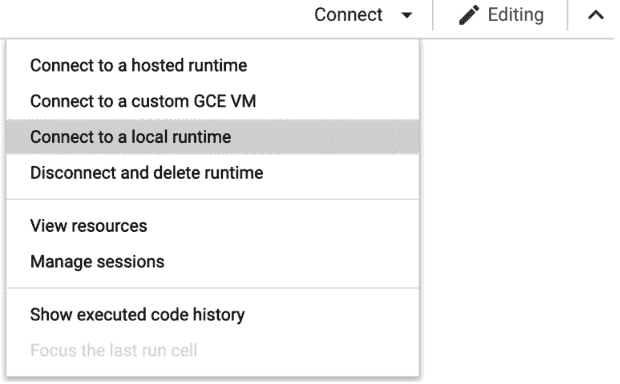 Connect Editing
Connect to a hosted runtime
Connect to a custom GCE VM
Connect to a local runtime
Disconnect and delete runtime
View resources
Manage sessions
Show executed code history
Focus the last run cell